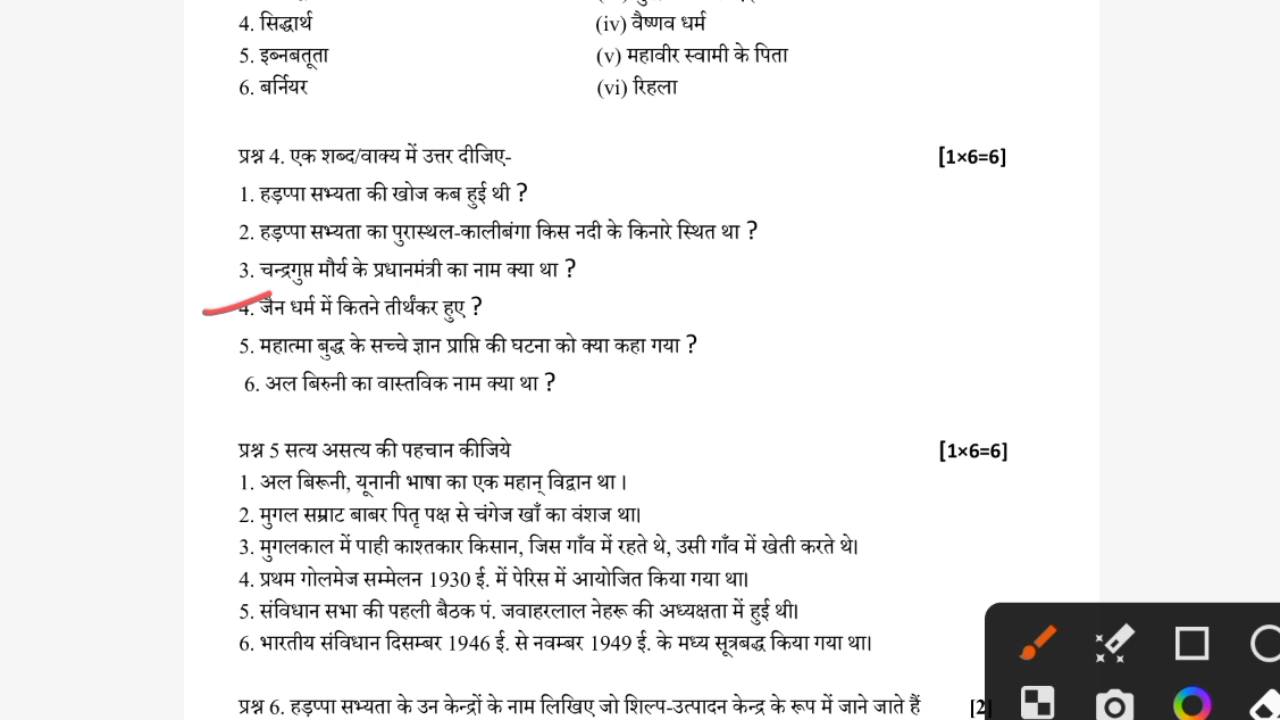 4. सिद्धार्थ (iv) वैष्णव धर्म
5. इब्नबतूता (v) महावीर स्वामी के पिता
6. बर्नियर (vi) रिहला
प्रश्न 4. एक शब्द/वाक्य में उत्तर दीजिए- [1×6=6]
1. हड़प्पा सभ्यता की खोज कब हुई थी ?
2. हड़प्पा सभ्यता का पुरास्थल-कालीबंगा किस नदी के किनारे स्थित था ?
3. चन्द्रगुप्त मौर्य के प्रधानमंत्री का नाम क्या था ?
4. जैन धर्म में कितने तीर्थंकर हुए ?
5. महात्मा बुद्ध के सच्चे ज्ञान प्राप्ति की घटना को क्या कहा गया ?
6. अल बिरुनी का वास्तविक नाम क्या था ?
प्रश्न 5 सत्य असत्य की पहचान कीजिये [1×6=6]
1. अल बिरूनी, यूनानी भाषा का एक महान् विद्वान था ।
2. मुगल सम्राट बाबर पितृ पक्ष से चंगेज खाँ का वंशज था।
3. मुगलकाल में पाही काश्तकार किसान, जिस गाँव में रहते थे, उसी गाँव में खेती करते थे।
4. प्रथम गोलमेज सम्मेलन 1930 ई. में पेरिस में आयोजित किया गया था।
5. संविधान सभा की पहली बैठक पं. जवाहरलाल नेहरू की अध्यक्षता में हुई थी।
6. भारतीय संविधान दिसम्बर 1946 ई. से नवम्बर 1949 ई. के मध्य सूत्रबद्ध किया गया था।
प्रश्न 6. हड़प्पा सभ्यता के उन केन्द्रों के नाम लिखिए जो शिल्प-उत्पादन केन्द्र के रूप में जाने जाते हैं [2]